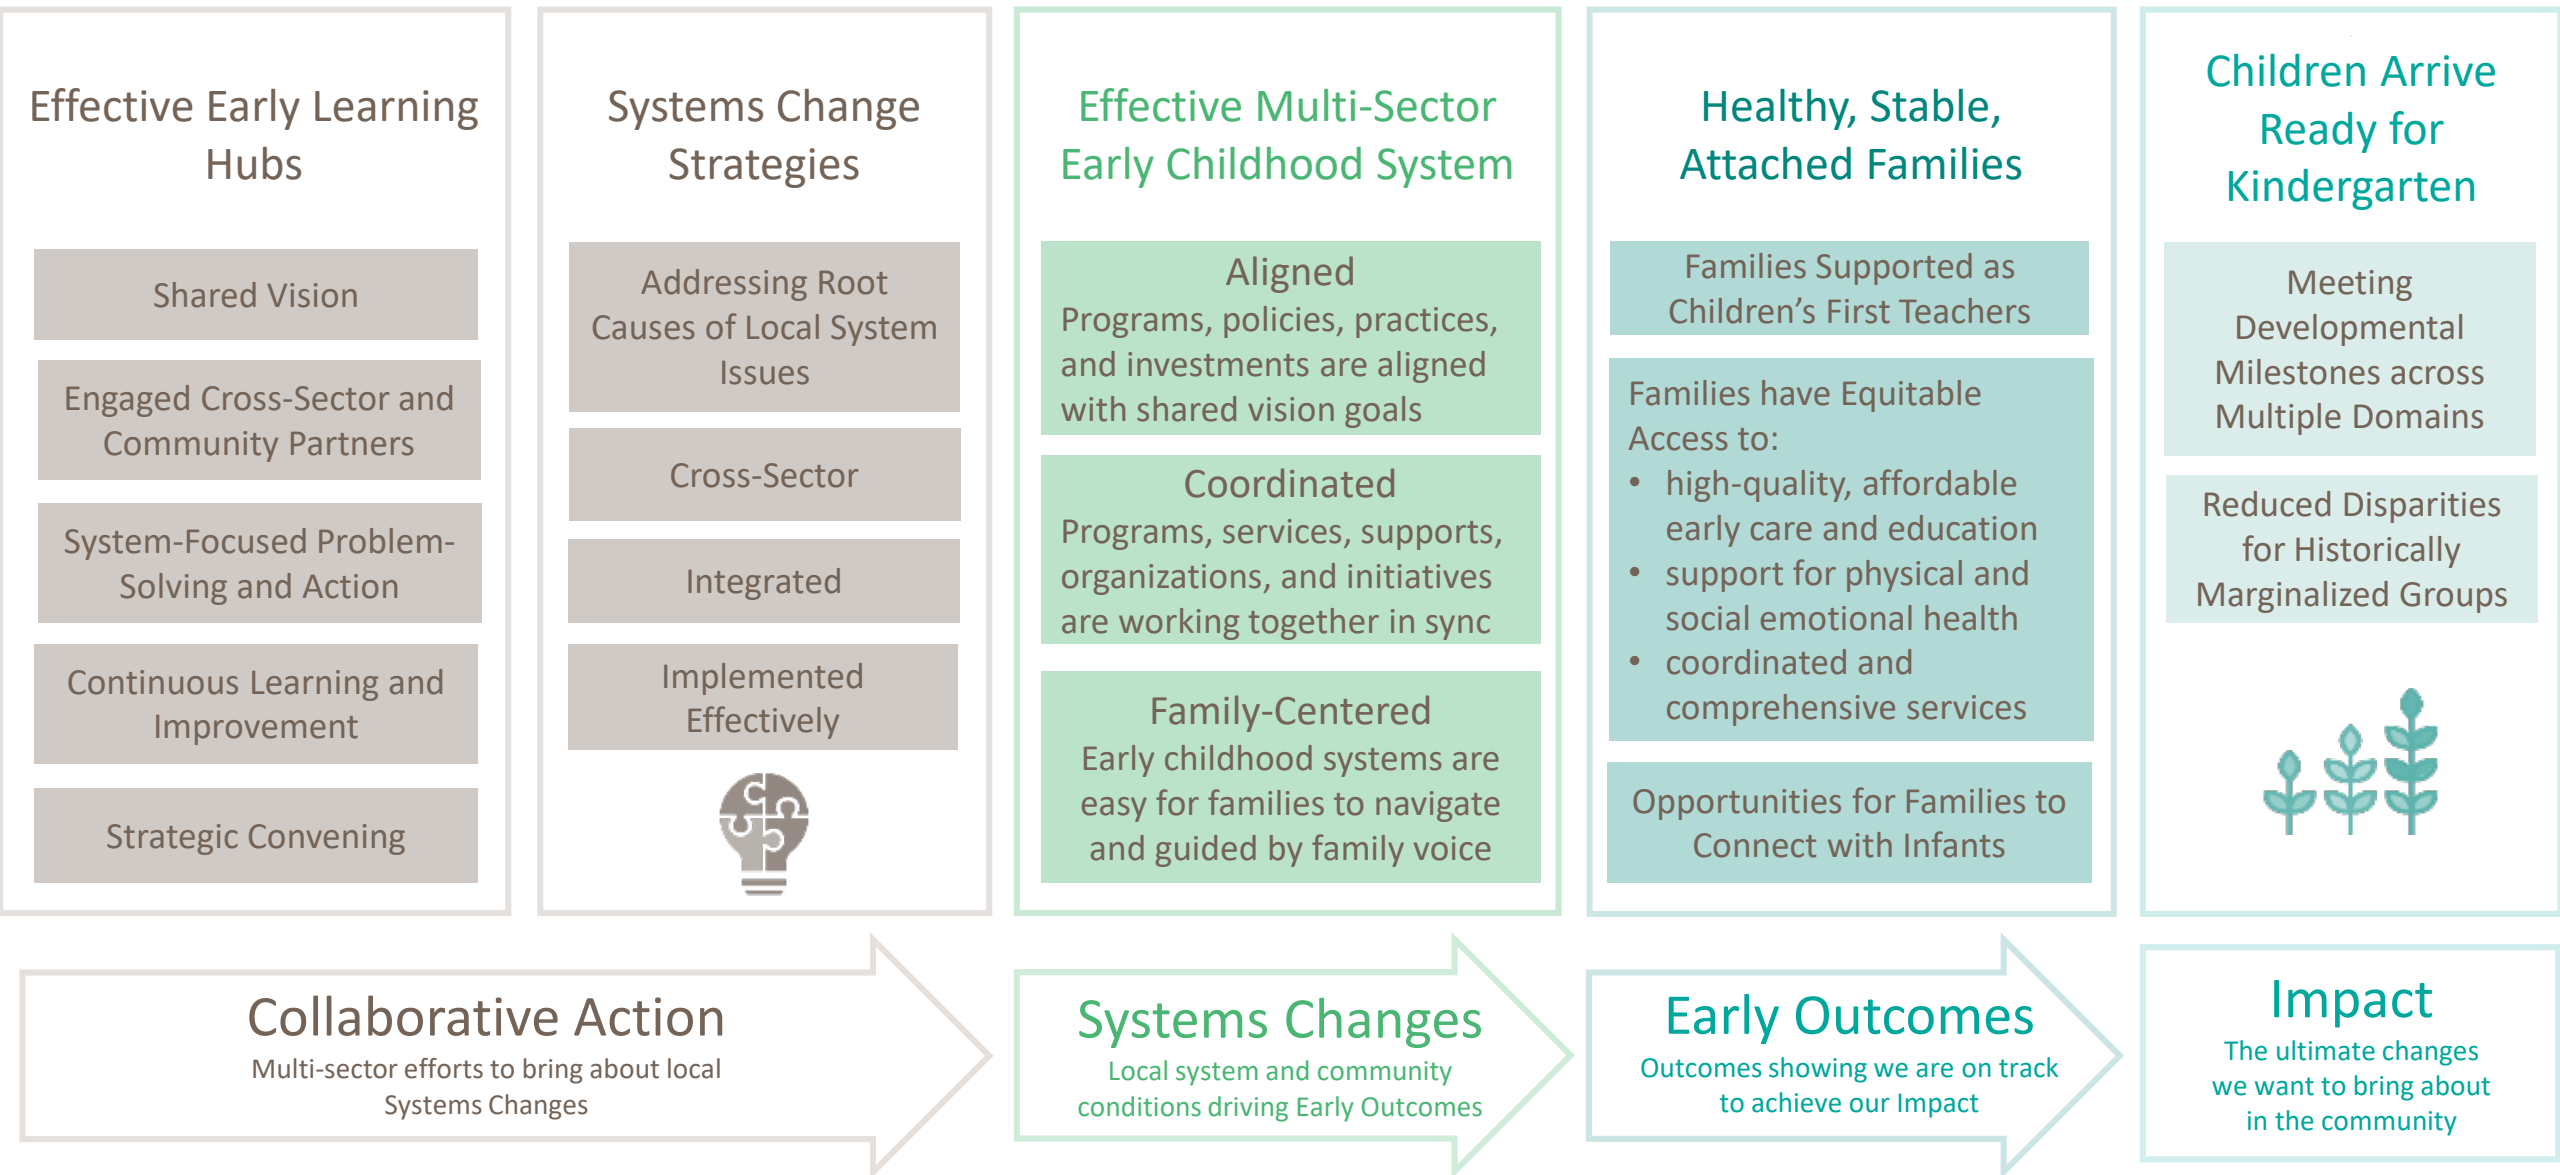 Effective Early Learning
Hubs
Shared Vision
Engaged Cross-Sector and
Community Partners
System-Focused Problem-
Solving and Action
Continuous Learning and
Improvement
Strategic Convening
Systems Change
Strategies
Addressing Root
Causes of Local System
Issues
Cross-Sector
Integrated
Implemented
Effectively
Effective Multi-Sector
Early Childhood System
Aligned
Programs, policies, practices,
and investments are aligned
with shared vision goals
Coordinated
Programs, services, supports,
organizations, and initiatives
are working together in sync
Family-Centered
Early childhood systems are
easy for families to navigate
and guided by family voice
Healthy, Stable,
Attached Families
Families Supported as
Children’s First Teachers
Families have Equitable
Access to:
• high-quality, affordable
early care and education
• support for physical and
social emotional health
• coordinated and
comprehensive services
Opportunities for Families to
Connect with Infants
Children Arrive
Ready for
Kindergarten
Meeting
Developmental
Milestones across
Multiple Domains
Reduced Disparities
for Historically
Marginalized Groups
Collaborative Action
Multi-sector efforts to bring about local
Systems Changes
Systems Changes
Local system and community
conditions driving Early Outcomes
Early Outcomes
Outcomes showing we are on track
to achieve our Impact
Impact
The ultimate changes
we want to bring about
in the community